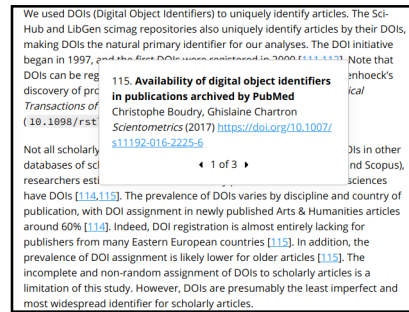 We used DOIs (Digital Object Identifiers) to uniquely identify articles. The Sci-
Hub and LibGen scimag repositories also uniquely identify articles by their DOIs,
making DOIs the natural primary identifier for our analyses. The DOI initiative
began in 1997, and the first DOIs were registered in 2000 [111,112]. Note that
DOIs can be reg enhoeck's
discovery of pro ical
Transactions of
(10.1098/rst
115. Availability of digital object identifiers
in publications archived by PubMed
Christophe Boudry, Ghislaine Chartron
Scientometrics (2017) https://doi.org/10.1007/
s11192-016-2225-6
◀ 1 of 3 ▶
Not all scholarly OIs in other
databases of sc nd Scopus),
researchers esti sciences
have DOIs [114,115]. The prevalence of DOIs varies by discipline and country of
publication, with DOI assignment in newly published Arts & Humanities articles
around 60% [114]. Indeed, DOI registration is almost entirely lacking for
publishers from many Eastern European countries [115]. In addition, the
prevalence of DOI assignment is likely lower for older articles [115]. The
incomplete and non-random assignment of DOIs to scholarly articles is a
limitation of this study. However, DOIs are presumably the least imperfect and
most widespread identifier for scholarly articles.